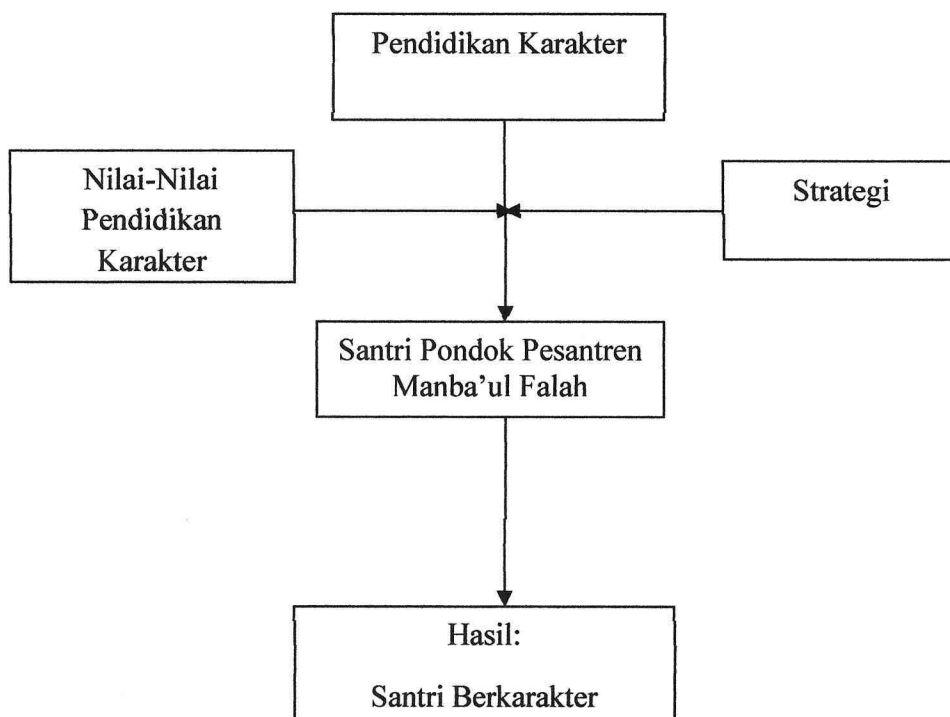 Pendidikan Karakter
Nilai-Nilai
Pendidikan
Karakter
Strategi
Santri Pondok Pesantren
Manba'ul Falah
Hasil:
Santri Berkarakter